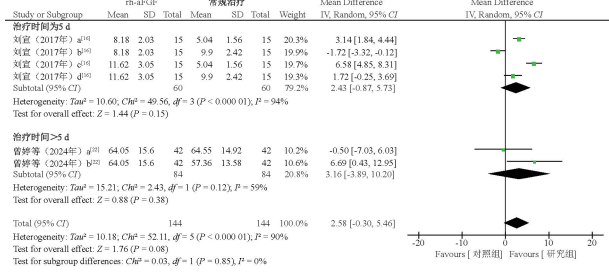 rh-aFGF 常规治疗 Mean Difference Mean Difference
Study or Subgroup Mean SD Total Mean SD Total Weight IV, Random, 95% CI IV, Random, 95% CI
治疗时间为5 d
刘宣（2017年）a[16] 8.18 2.03 15 5.04 1.56 15 20.2% 3.14 [1.84, 4.44]
刘宣（2017年）b[16] 8.18 2.03 15 9.9 2.42 15 19.9% -1.72 [-3.32, -0.12]
刘宣（2017年）c[16] 11.62 3.05 15 5.04 1.56 15 19.7% 6.58 [4.85, 8.31]
刘宣（2017年）d[16] 11.62 3.05 15 9.9 2.42 15 19.4% 1.72 [-0.25, 3.69]
Subtotal (95% CI) 60 60 79.2% 2.43 [-0.87, 5.73]
Heterogeneity: Tau² = 10.60; Chi² = 49.56, df = 3 (P < 0.000 01); I² = 94%
Test for overall effect: Z = 1.44 (P = 0.15)
治疗时间>5 d
曾婷等（2024年）a[22] 64.05 15.6 42 64.55 14.92 42 10.2% -0.50 [-7.03, 6.03]
曾婷等（2024年）b[22] 64.05 15.6 42 57.36 13.58 42 10.6% 6.69 [0.43, 12.95]
Subtotal (95% CI) 84 84 20.8% 3.16 [-3.89, 10.20]
Heterogeneity: Tau² = 15.21; Chi² = 2.43, df = 1 (P = 0.12); I² = 59%
Test for overall effect: Z = 0.88 (P = 0.38)
Total (95% CI) 144 144 100.0% 2.58 [-0.30, 5.46]
Heterogeneity: Tau² = 10.18; Chi² = 52.11, df = 5 (P < 0.000 01); I² = 90%
Test for overall effect: Z = 1.76 (P = 0.08)
Test for subgroup differences: Chi² = 0.03, df = 1 (P = 0.85), I² = 0%
-20 -10 0 10 20
Favours [ 对照组] Favours [ 研究组]